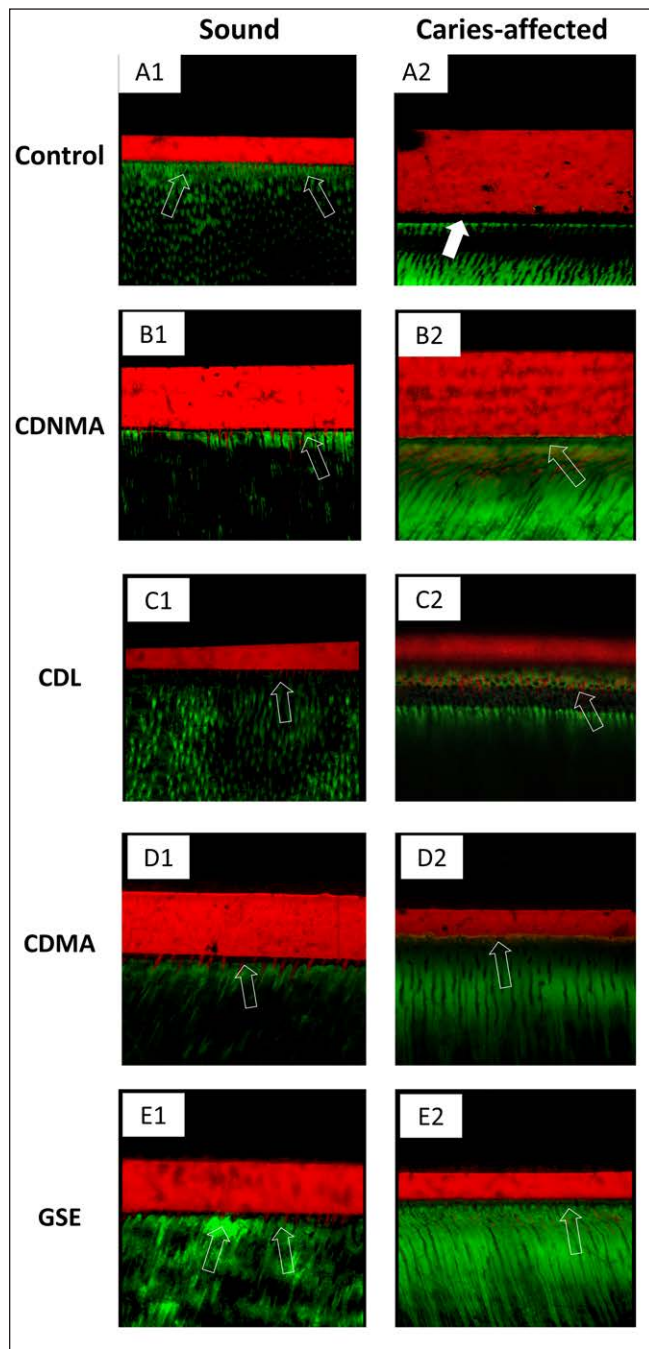 Sound Caries-affected
A1 A2
Control
B1 B2
CDNMA
C1 C2
CDL
D1 D2
CDMA
E1 E2
GSE